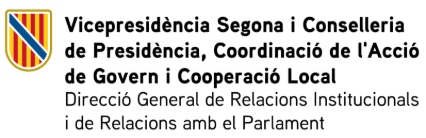 Vicepresidència Segona i Conselleria
de Presidència, Coordinació de l'Acció
de Govern i Cooperació Local
Direcció General de Relacions Institucionals
i de Relacions amb el Parlament